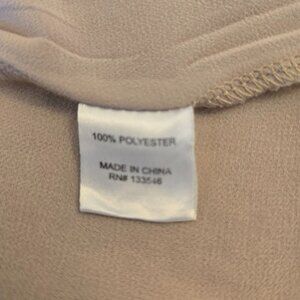 100% POLYESTER
MADE IN CHINA
RN# 133546